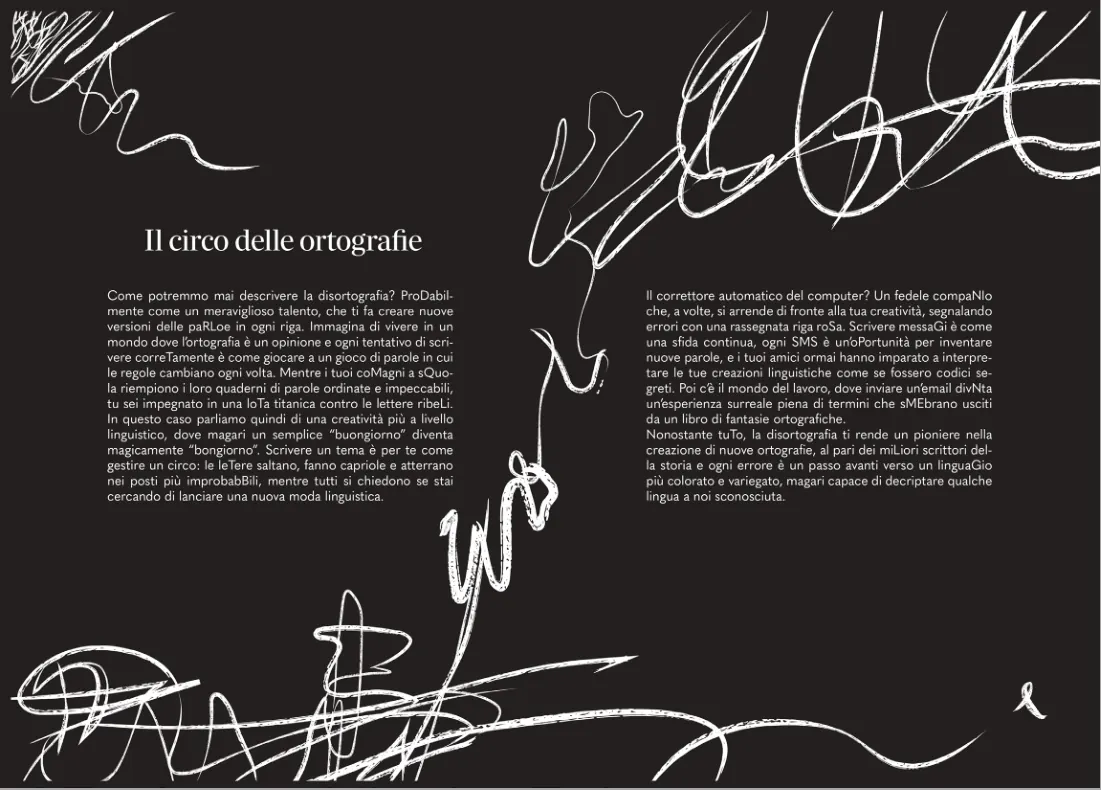 Il circo delle ortografie
Come potremmo mai descrivere la disortografia? ProDabil-
mente come un meraviglioso talento, che ti fa creare nuove
versioni delle paRLoe in ogni riga. Immagina di vivere in un
mondo dove l'ortografia è un opinione e ogni tentativo di scri-
vere correTamente è come giocare a un gioco di parole in cui
le regole cambiano ogni volta. Mentre i tuoi coMagni a sQuo-
la riempiono i loro quaderni di parole ordinate e impeccabili,
tu sei impegnato in una loTa titanica contro le lettere ribeLi.
In questo caso parliamo quindi di una creatività più a livello
linguistico, dove magari un semplice “buongiorno” diventa
magicamente “bongiorno”. Scrivere un tema è per te come
gestire un circo: le leTere saltano, fanno capriole e atterrano
nei posti più improbabBili, mentre tutti si chiedono se stai
cercando di lanciare una nuova moda linguistica.
Il correttore automatico del computer? Un fedele compaNIo
che, a volte, si arrende di fronte alla tua creatività, segnalando
errori con una rassegnata riga roSa. Scrivere messaGi è come
una sfida continua, ogni SMS è un'oPortunità per inventare
nuove parole, e i tuoi amici ormai hanno imparato a interpre-
tare le tue creazioni linguistiche come se fossero codici se-
greti. Poi c'è il mondo del lavoro, dove inviare un'email divNta
un'esperienza surreale piena di termini che sMEbrano usciti
da un libro di fantasie ortografiche.
Nonostante tuTo, la disortografia ti rende un pioniere nella
creazione di nuove ortografie, al pari dei miLiori scrittori del-
la storia e ogni errore è un passo avanti verso un linguaGio
più colorato e variegato, magari capace di decriptare qualche
lingua a noi sconosciuta.